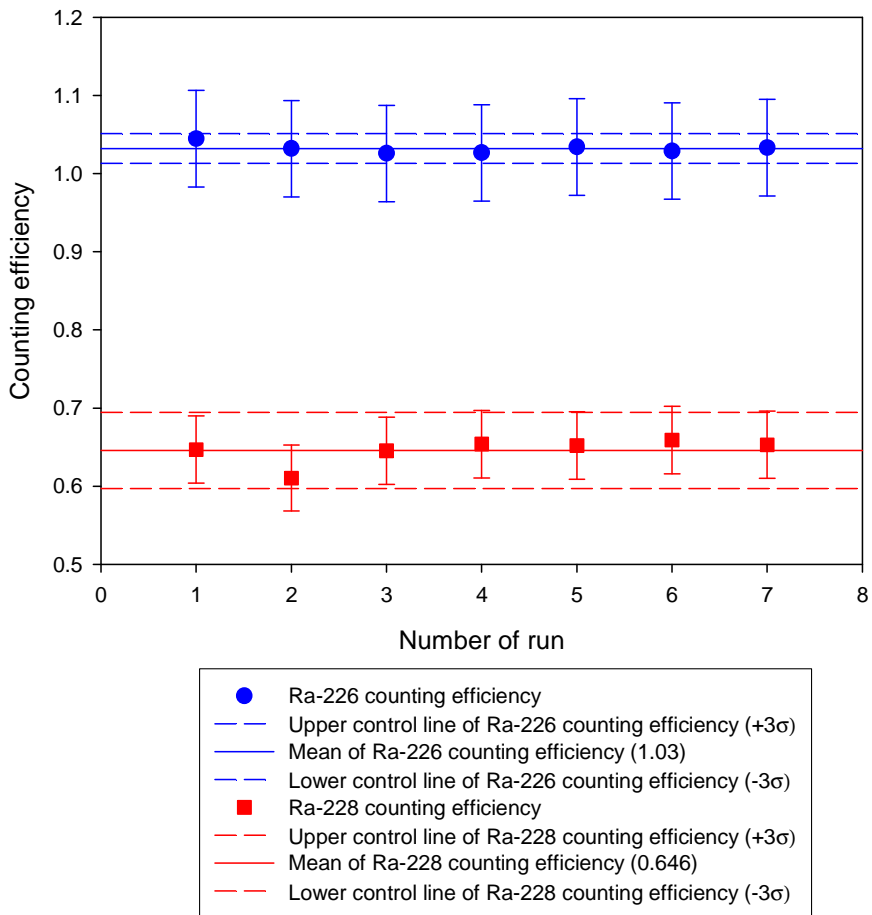 1.2
1.1
1.0
0.9
0.8
0.7
0.6
0.5
Counting efficiency
0 1 2 3 4 5 6 7 8
Number of run
Ra-226 counting efficiency
Upper control line of Ra-226 counting efficiency (+3σ)
Mean of Ra-226 counting efficiency (1.03)
Lower control line of Ra-226 counting efficiency (-3σ)
Ra-228 counting efficiency
Upper control line of Ra-228 counting efficiency (+3σ)
Mean of Ra-228 counting efficiency (0.646)
Lower control line of Ra-228 counting efficiency (-3σ)